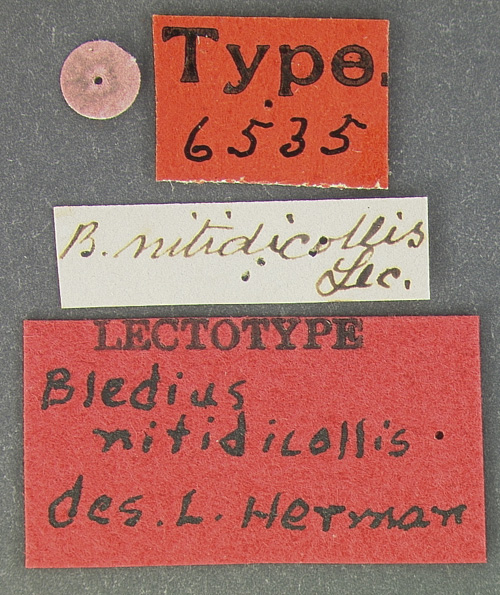 Type.
6535
B. nitidicollis
Lec.
LECTOTYPE
Bledius
nitidicollis
des. L. Herman